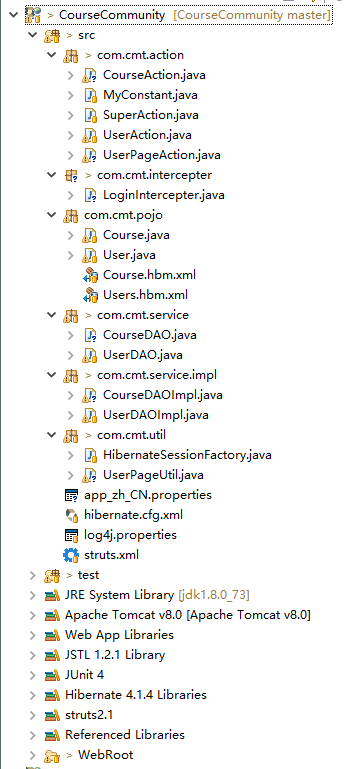 > CourseCommunity [CourseCommunity master]
> src
> com.cmt.action
> CourseAction.java
> MyConstant.java
> SuperAction.java
> UserAction.java
> UserPageAction.java
> com.cmt.intercepter
> LoginIntercepter.java
com.cmt.pojo
> Course.java
> User.java
Course.hbm.xml
Users.hbm.xml
> com.cmt.service
> CourseDAO.java
> UserDAO.java
> com.cmt.service.impl
> CourseDAOImpl.java
> UserDAOImpl.java
> com.cmt.util
> HibernateSessionFactory.java
> UserPageUtil.java
app_zh_CN.properties
hibernate.cfg.xml
log4j.properties
struts.xml
> test
JRE System Library [jdk1.8.0_73]
Apache Tomcat v8.0 [Apache Tomcat v8.0]
Web App Libraries
JSTL 1.2.1 Library
JUnit 4
Hibernate 4.1.4 Libraries
struts2.1
Referenced Libraries
> WebRoot